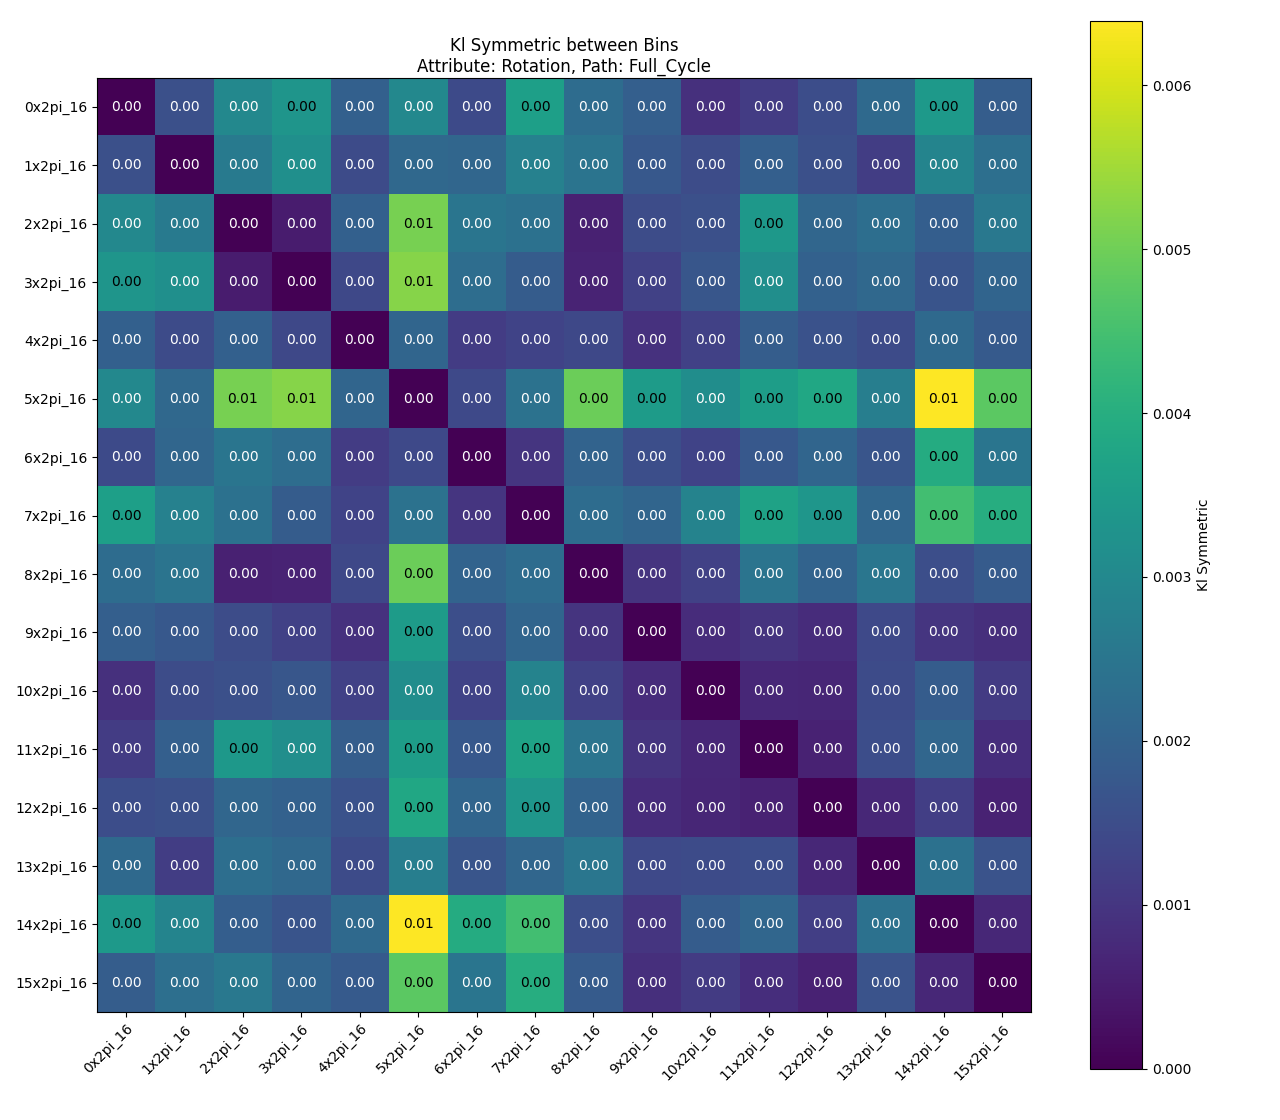 Kl Symmetric between Bins
Attribute: Rotation, Path: Full_Cycle
0x2pi_16 0.00 0.00 0.00 0.00 0.00 0.00 0.00 0.00 0.00 0.00 0.00 0.00 0.00 0.00 0.00 0.00
1x2pi_16 0.00 0.00 0.00 0.00 0.00 0.00 0.00 0.00 0.00 0.00 0.00 0.00 0.00 0.00 0.00 0.00
2x2pi_16 0.00 0.00 0.00 0.00 0.00 0.01 0.00 0.00 0.00 0.00 0.00 0.00 0.00 0.00 0.00 0.00
3x2pi_16 0.00 0.00 0.00 0.00 0.00 0.01 0.00 0.00 0.00 0.00 0.00 0.00 0.00 0.00 0.00 0.00
4x2pi_16 0.00 0.00 0.00 0.00 0.00 0.00 0.00 0.00 0.00 0.00 0.00 0.00 0.00 0.00 0.00 0.00
5x2pi_16 0.00 0.00 0.01 0.01 0.00 0.00 0.00 0.00 0.00 0.00 0.00 0.00 0.00 0.00 0.01 0.00
6x2pi_16 0.00 0.00 0.00 0.00 0.00 0.00 0.00 0.00 0.00 0.00 0.00 0.00 0.00 0.00 0.00 0.00
7x2pi_16 0.00 0.00 0.00 0.00 0.00 0.00 0.00 0.00 0.00 0.00 0.00 0.00 0.00 0.00 0.00 0.00
8x2pi_16 0.00 0.00 0.00 0.00 0.00 0.00 0.00 0.00 0.00 0.00 0.00 0.00 0.00 0.00 0.00 0.00
9x2pi_16 0.00 0.00 0.00 0.00 0.00 0.00 0.00 0.00 0.00 0.00 0.00 0.00 0.00 0.00 0.00 0.00
10x2pi_16 0.00 0.00 0.00 0.00 0.00 0.00 0.00 0.00 0.00 0.00 0.00 0.00 0.00 0.00 0.00 0.00
11x2pi_16 0.00 0.00 0.00 0.00 0.00 0.00 0.00 0.00 0.00 0.00 0.00 0.00 0.00 0.00 0.00 0.00
12x2pi_16 0.00 0.00 0.00 0.00 0.00 0.00 0.00 0.00 0.00 0.00 0.00 0.00 0.00 0.00 0.00 0.00
13x2pi_16 0.00 0.00 0.00 0.00 0.00 0.00 0.00 0.00 0.00 0.00 0.00 0.00 0.00 0.00 0.00 0.00
14x2pi_16 0.00 0.00 0.00 0.00 0.00 0.01 0.00 0.00 0.00 0.00 0.00 0.00 0.00 0.00 0.00 0.00
15x2pi_16 0.00 0.00 0.00 0.00 0.00 0.00 0.00 0.00 0.00 0.00 0.00 0.00 0.00 0.00 0.00 0.00
0x2pi_16 1x2pi_16 2x2pi_16 3x2pi_16 4x2pi_16 5x2pi_16 6x2pi_16 7x2pi_16 8x2pi_16 9x2pi_16 10x2pi_16 11x2pi_16 12x2pi_16 13x2pi_16 14x2pi_16 15x2pi_16
0.006
0.005
0.004
0.003
0.002
0.001
0.000
Kl Symmetric